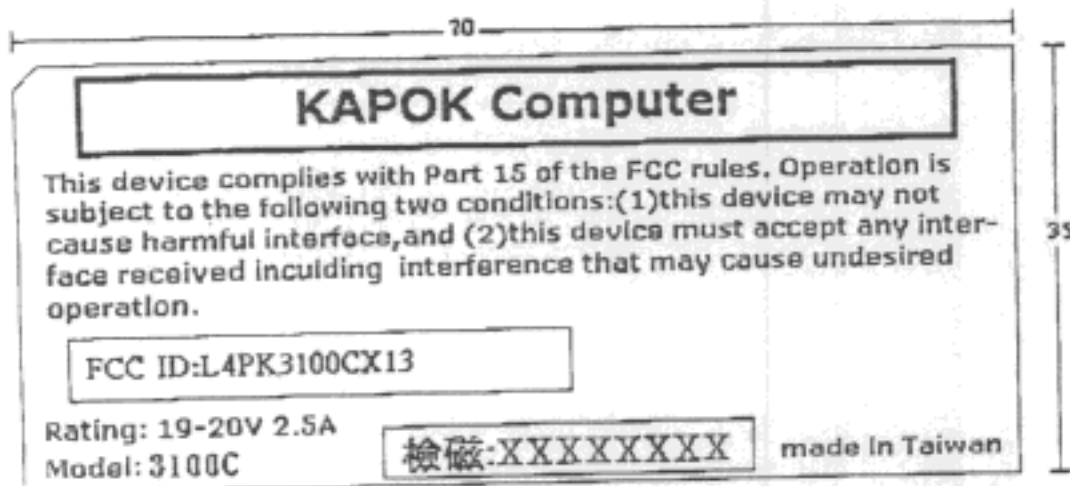 70
KAPOK Computer
35
This device complies with Part 15 of the FCC rules. Operation is
subject to the following two conditions:(1)this device may not
cause harmful interface,and (2)this device must accept any inter-
face received inculding interference that may cause undesired
operation.
FCC ID:L4PK3100CX13
Rating: 19-20V 2.5A
Model: 3100C
檢磁:XXXXXXXX
made In Taiwan